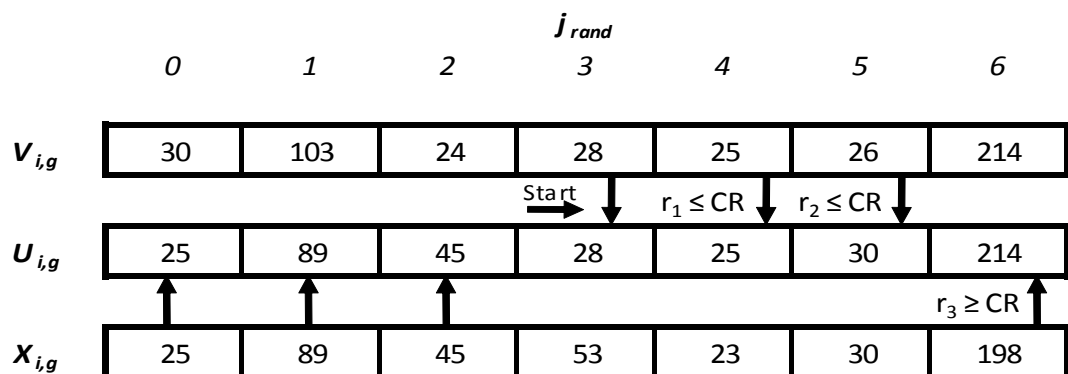 j rand
0 1 2 3 4 5 6
V i,g 30 103 24 28 25 26 214
Start r1 ≤ CR r2 ≤ CR
U i,g 25 89 45 28 25 30 214
r3 ≥ CR
X i,g 25 89 45 53 23 30 198